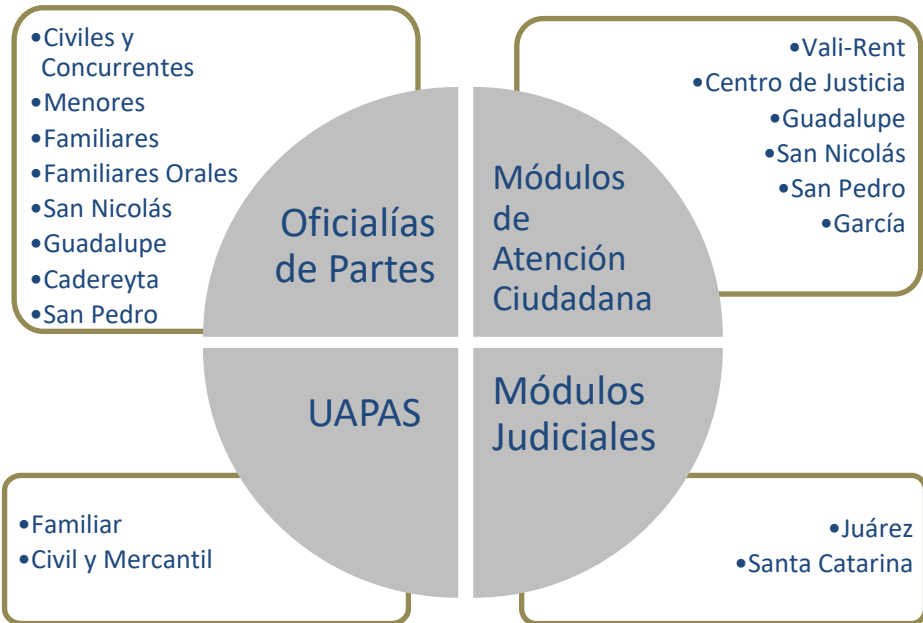 •Civiles y
Concurrentes
•Menores
•Familiares
•Familiares Orales
•San Nicolás
•Guadalupe
•Cadereyta
•San Pedro
Oficialías
de Partes
Módulos
de
Atención
Ciudadana
•Vali-Rent
•Centro de Justicia
•Guadalupe
•San Nicolás
•San Pedro
•García
UAPAS
•Familiar
•Civil y Mercantil
Módulos
Judiciales
•Juárez
•Santa Catarina